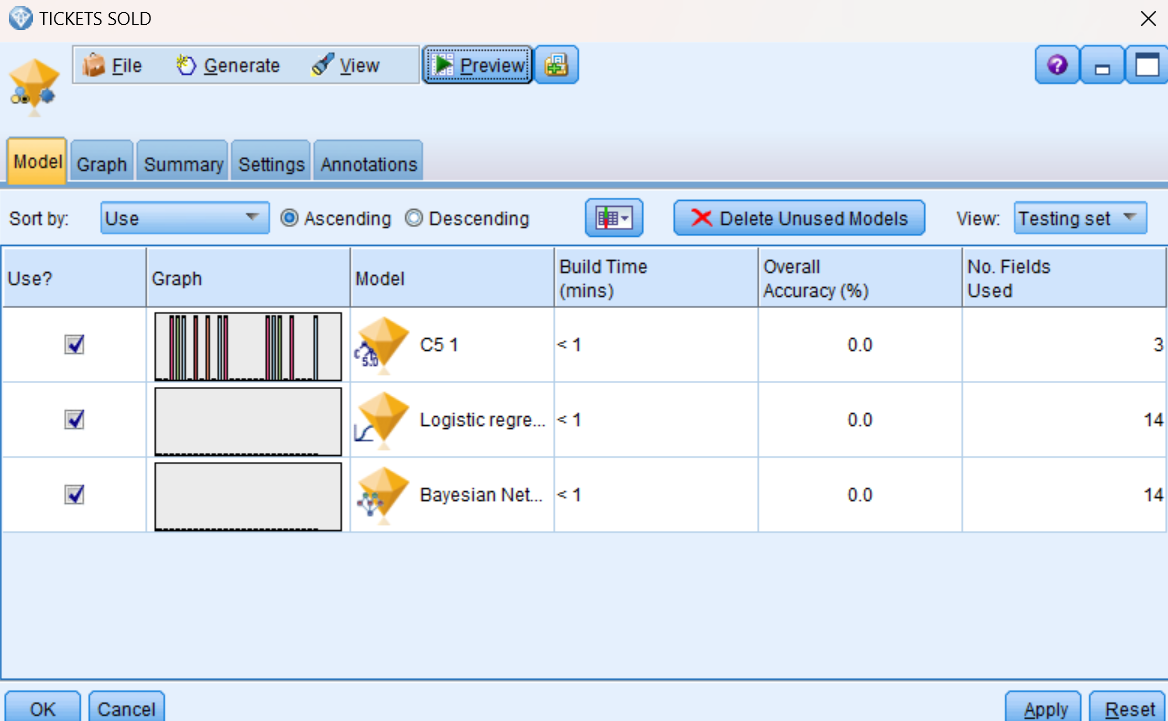 TICKETS SOLD
File Generate View Preview
Model Graph Summary Settings Annotations
Sort by: Use Ascending Descending Delete Unused Models View: Testing set
Use? Graph Model Build Time (mins) Overall Accuracy (%) No. Fields Used
C5 1 < 1 0.0 3
Logistic regre... < 1 0.0 14
Bayesian Net... < 1 0.0 14
OK Cancel Apply Reset